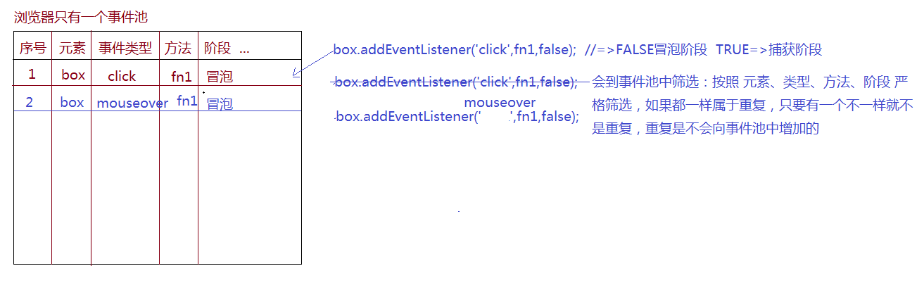 浏览器只有一个事件池
序号 元素 事件类型 方法 阶段 ...
1 box click fn1 冒泡
2 box mouseover fn1 冒泡
box.addEventListener('click',fn1,false); //=>FALSE冒泡阶段 TRUE=>捕获阶段
box.addEventListener('click',fn1,false);
mouseover
box.addEventListener(' ',fn1,false);
会到事件池中筛选：按照 元素、类型、方法、阶段 严
格筛选，如果都一样属于重复，只要有一个不一样就不
是重复，重复是不会向事件池中增加的